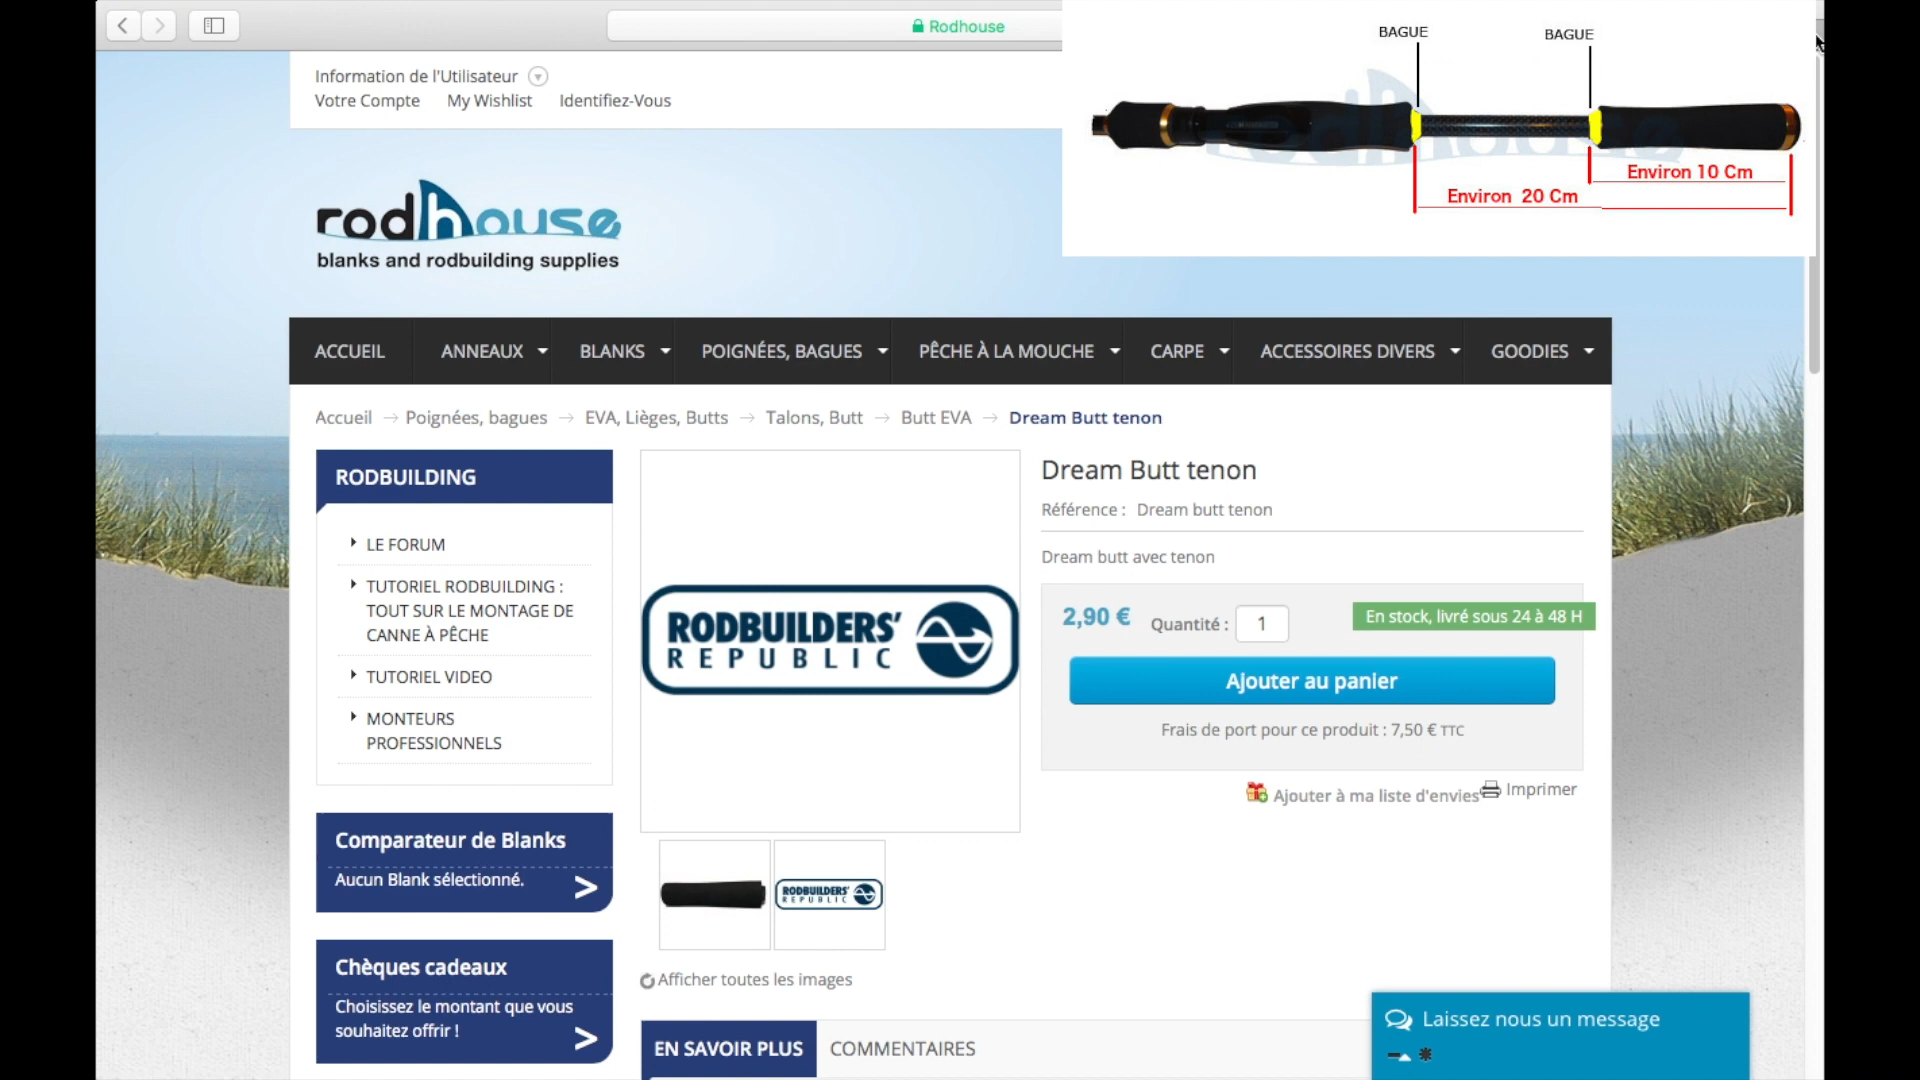 Rodhouse
BAGUE
BAGUE
Environ 10 Cm
Environ 20 Cm
Information de l'Utilisateur
Votre Compte My Wishlist Identifiez-Vous
rodhouse
blanks and rodbuilding supplies
ACCUEIL ANNEAUX BLANKS POIGNÉES, BAGUES PÊCHE À LA MOUCHE CARPE ACCESSOIRES DIVERS GOODIES
Accueil → Poignées, bagues → EVA, Lièges, Butts → Talons, Butt → Butt EVA → Dream Butt tenon
RODBUILDING
LE FORUM
TUTORIEL RODBUILDING :
TOUT SUR LE MONTAGE DE
CANNE À PÊCHE
TUTORIEL VIDEO
MONTEURS
PROFESSIONNELS
Comparateur de Blanks
Aucun Blank sélectionné.
>
Chèques cadeaux
Choisissez le montant que vous
souhaitez offrir !
>
RODBUILDERS'
REPUBLIC
RODBUILDERS'
REPUBLIC
Afficher toutes les images
Dream Butt tenon
Référence : Dream butt tenon
Dream butt avec tenon
2,90 € Quantité : 1 En stock, livré sous 24 à 48 H
Ajouter au panier
Frais de port pour ce produit : 7,50 € TTC
Ajouter à ma liste d'envies Imprimer
EN SAVOIR PLUS COMMENTAIRES
Laissez nous un message